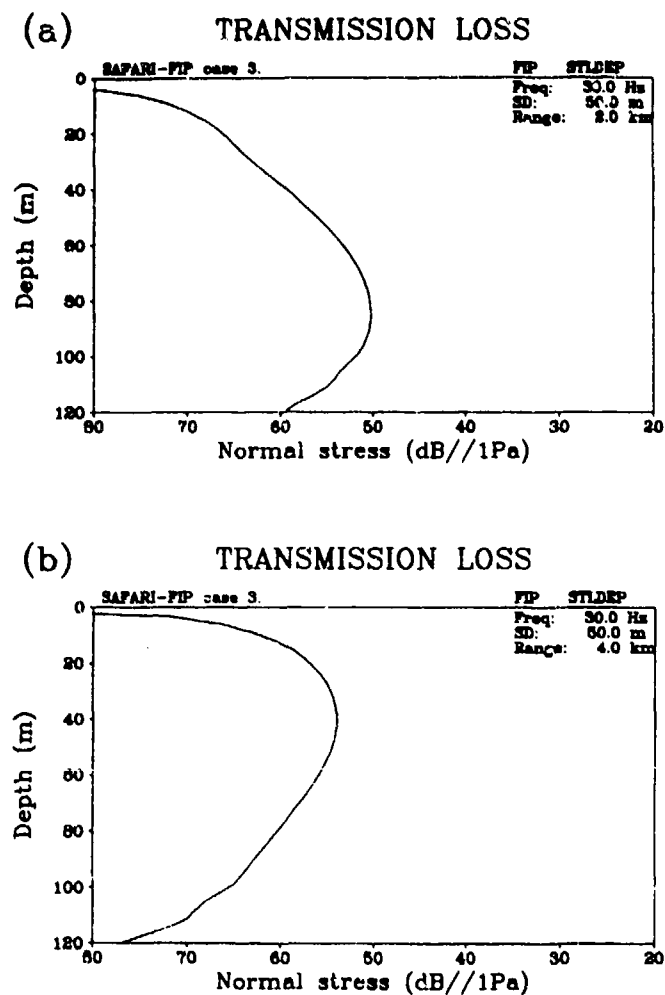 (a) TRANSMISSION LOSS
SAFARI-FIP case 3. FIP STLDEP
Freq: 30.0 Hz
SD: 50.0 m
Range: 2.0 km
0
20
40
60
80
100
120
Depth (m)
80 70 60 50 40 30 20
Normal stress (dB//1Pa)
(b) TRANSMISSION LOSS
SAFARI-FIP case 3. FIP STLDEP
Freq: 30.0 Hz
SD: 50.0 m
Range: 4.0 km
0
20
40
60
80
100
120
Depth (m)
80 70 60 50 40 30 20
Normal stress (dB//1Pa)